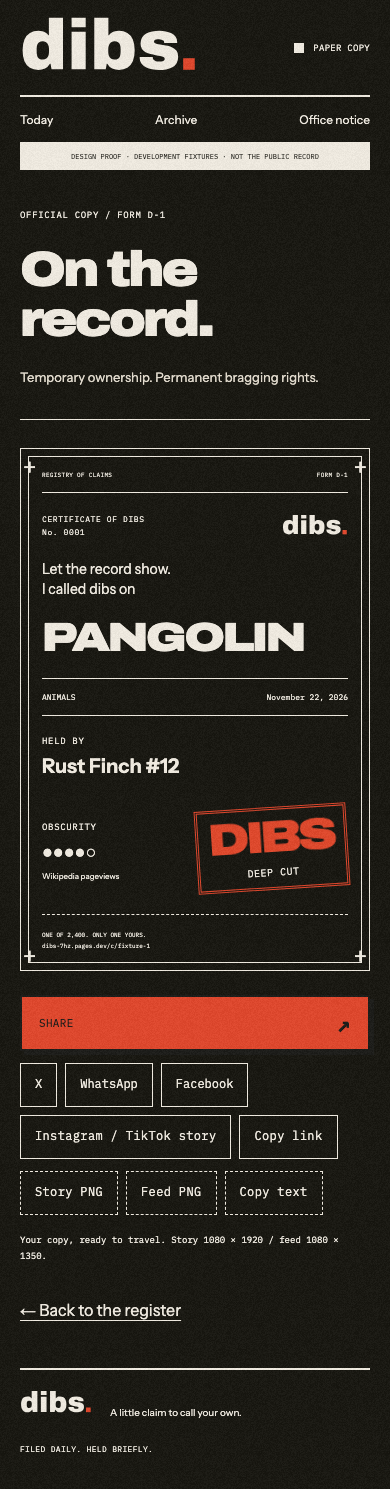 dibs.
PAPER COPY
Today Archive Office notice
DESIGN PROOF · DEVELOPMENT FIXTURES · NOT THE PUBLIC RECORD
OFFICIAL COPY / FORM D-1
On the
record.
Temporary ownership. Permanent bragging rights.
REGISTRY OF CLAIMS FORM D-1
CERTIFICATE OF DIBS
No. 0001
dibs.
Let the record show.
I called dibs on
PANGOLIN
ANIMALS November 22, 2026
HELD BY
Rust Finch #12
OBSCURITY
Wikipedia pageviews
DIBS
DEEP CUT
ONE OF 2,400. ONLY ONE YOURS.
dibs-7hz.pages.dev/c/fixture-1
SHARE ↗
X WhatsApp Facebook
Instagram / TikTok story Copy link
Story PNG Feed PNG Copy text
Your copy, ready to travel. Story 1080 × 1920 / feed 1080 ×
1350.
← Back to the register
dibs. A little claim to call your own.
FILED DAILY. HELD BRIEFLY.